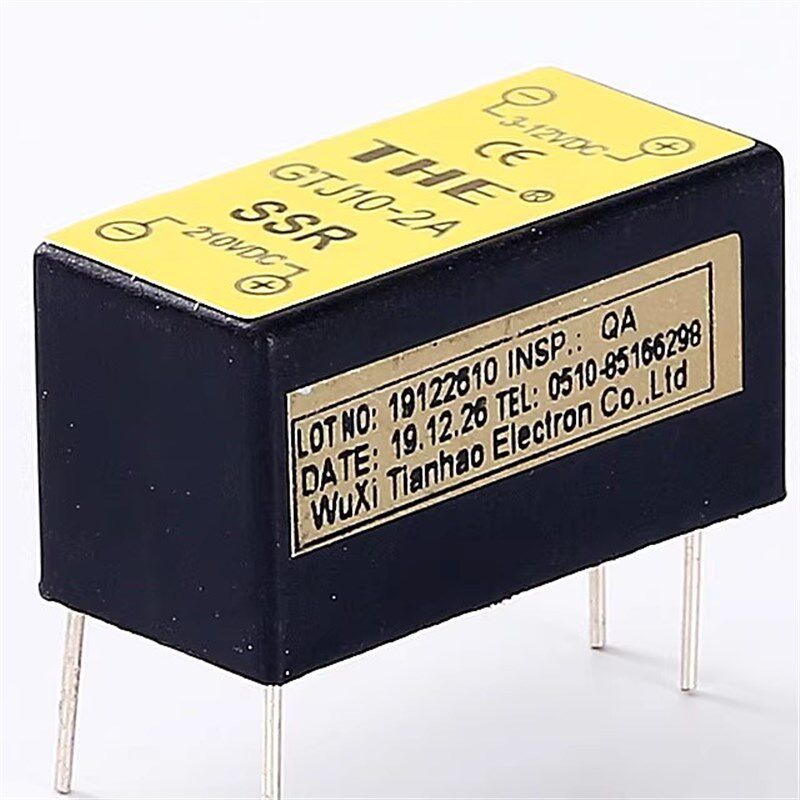 3-12VDC
CE
THE®
GTJ10-2A
SSR
210VDC
LOT NO: 19122610 INSP.: QA
DATE: 19.12.26 TEL: 0510-85166298
WuXi Tianhao Electron Co.,Ltd